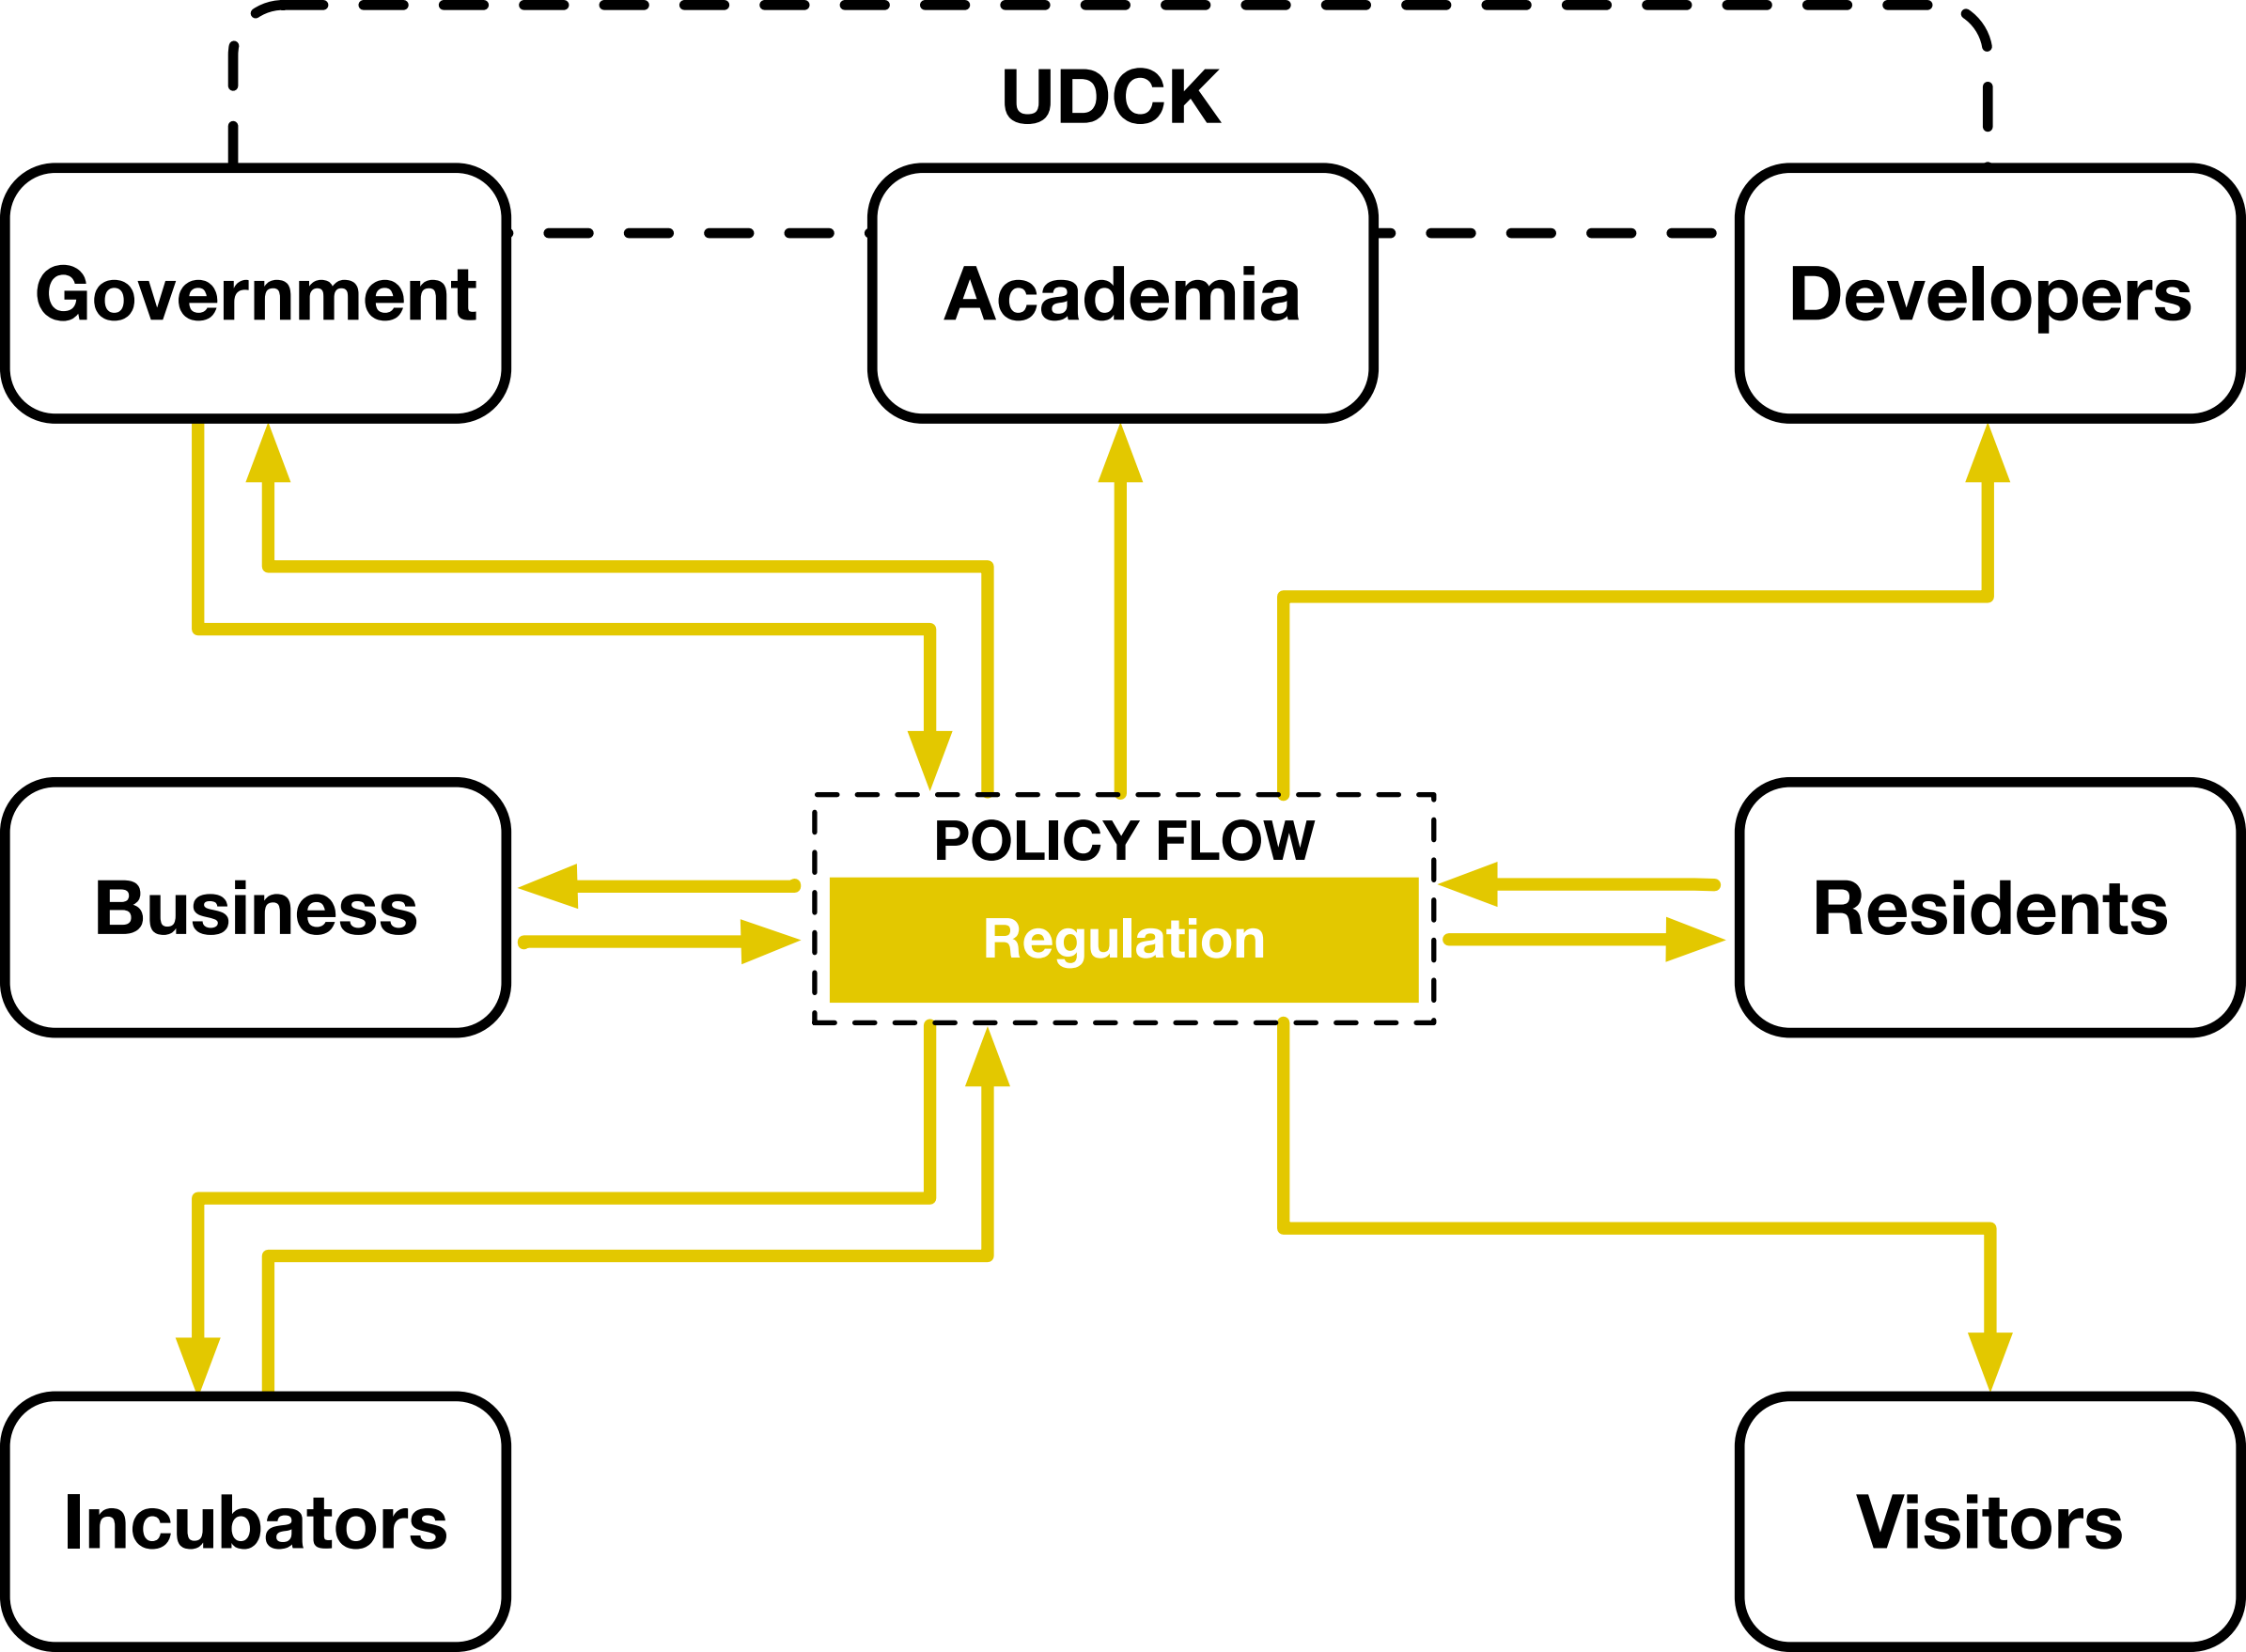 UDCK
Government
Academia
Developers
POLICY FLOW
Business
Regulation
Residents
Incubators
Visitors